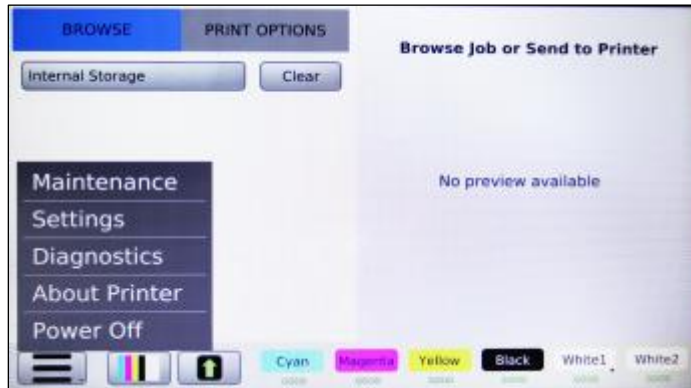 BROWSE PRINT OPTIONS
Browse Job or Send to Printer
Internal Storage Clear
No preview available
Maintenance
Settings
Diagnostics
About Printer
Power Off
Cyan Magenta Yellow Black White1 White2